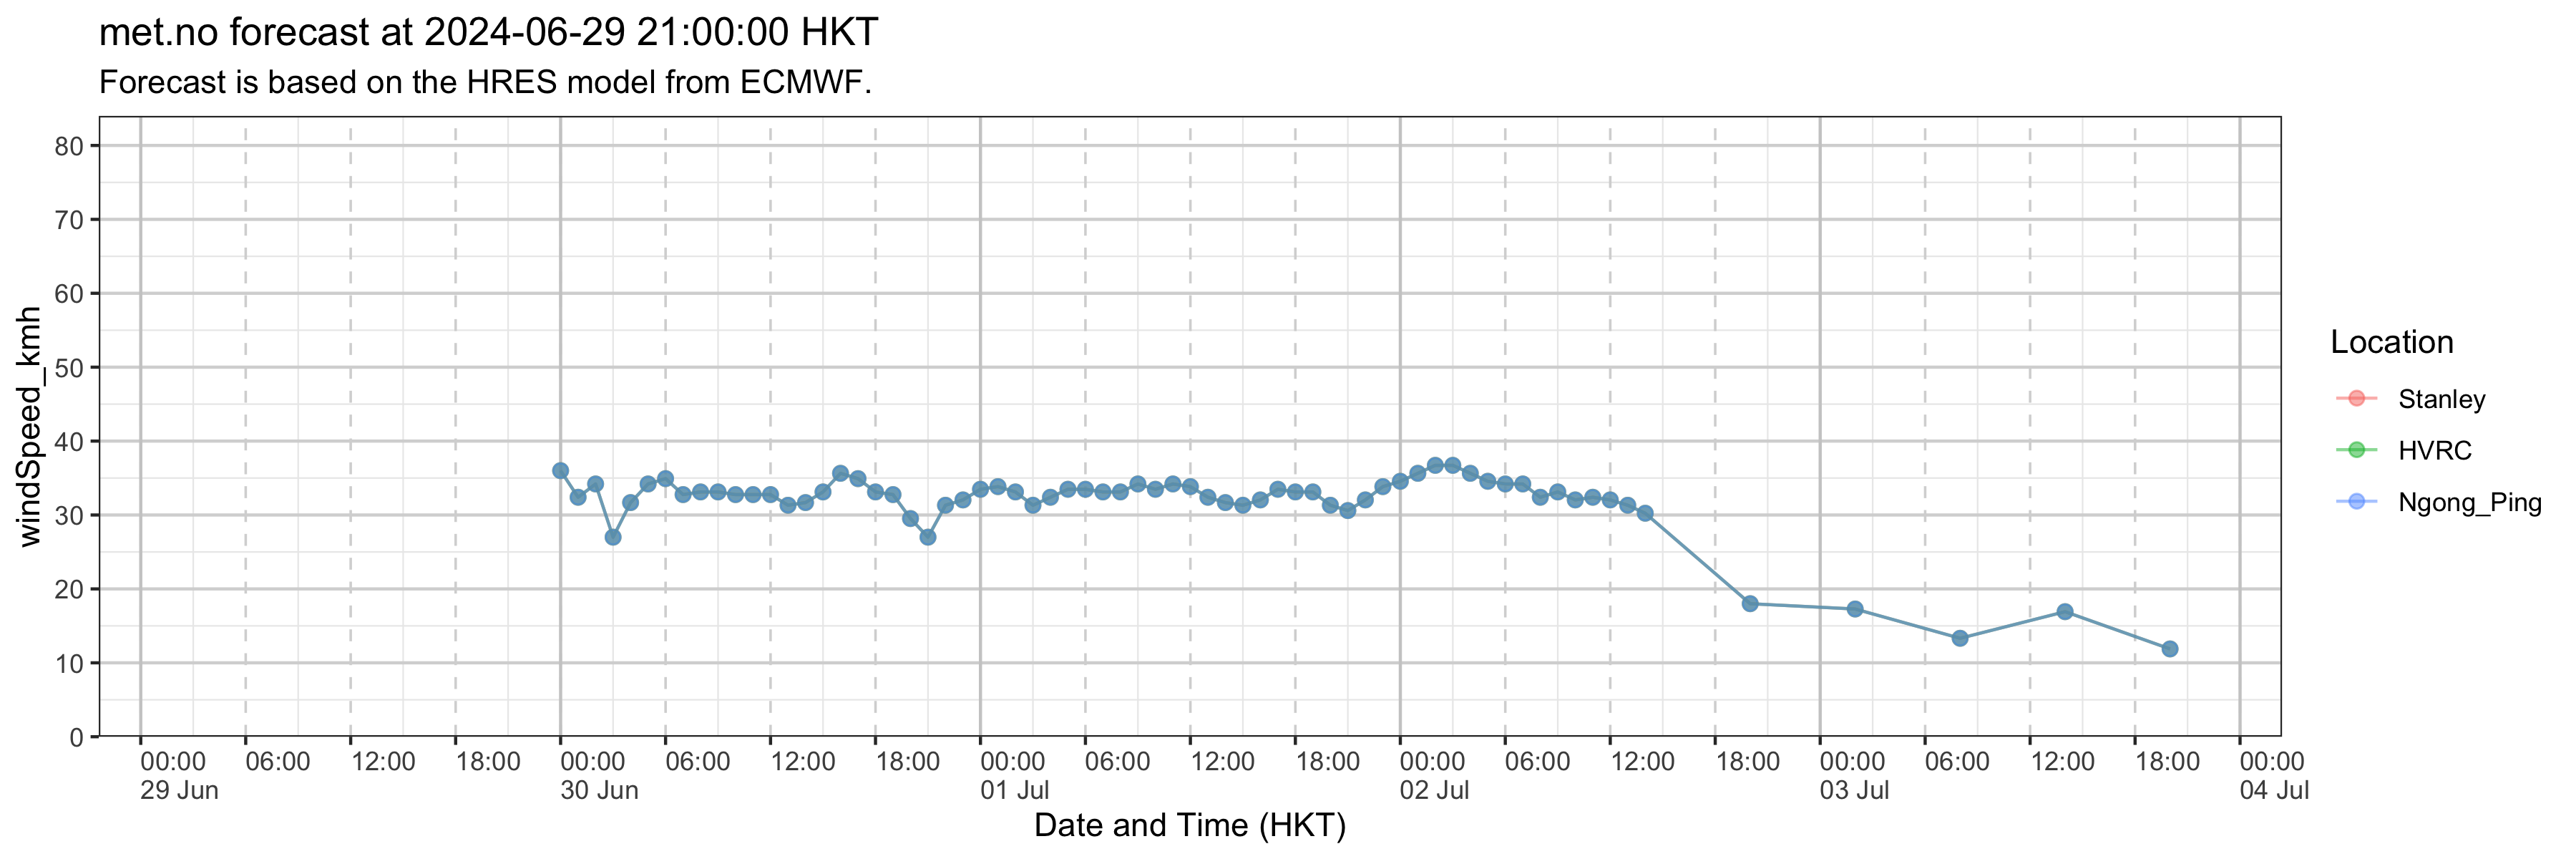 met.no forecast at 2024-06-29 21:00:00 HKT
Forecast is based on the HRES model from ECMWF.
windSpeed_kmh
80
70
60
50
40
30
20
10
0
00:00 06:00 12:00 18:00 00:00 06:00 12:00 18:00 00:00 06:00 12:00 18:00 00:00 06:00 12:00 18:00 00:00 06:00 12:00 18:00 00:00
29 Jun 30 Jun 01 Jul 02 Jul 03 Jul 04 Jul
Date and Time (HKT)
Location
Stanley
HVRC
Ngong_Ping